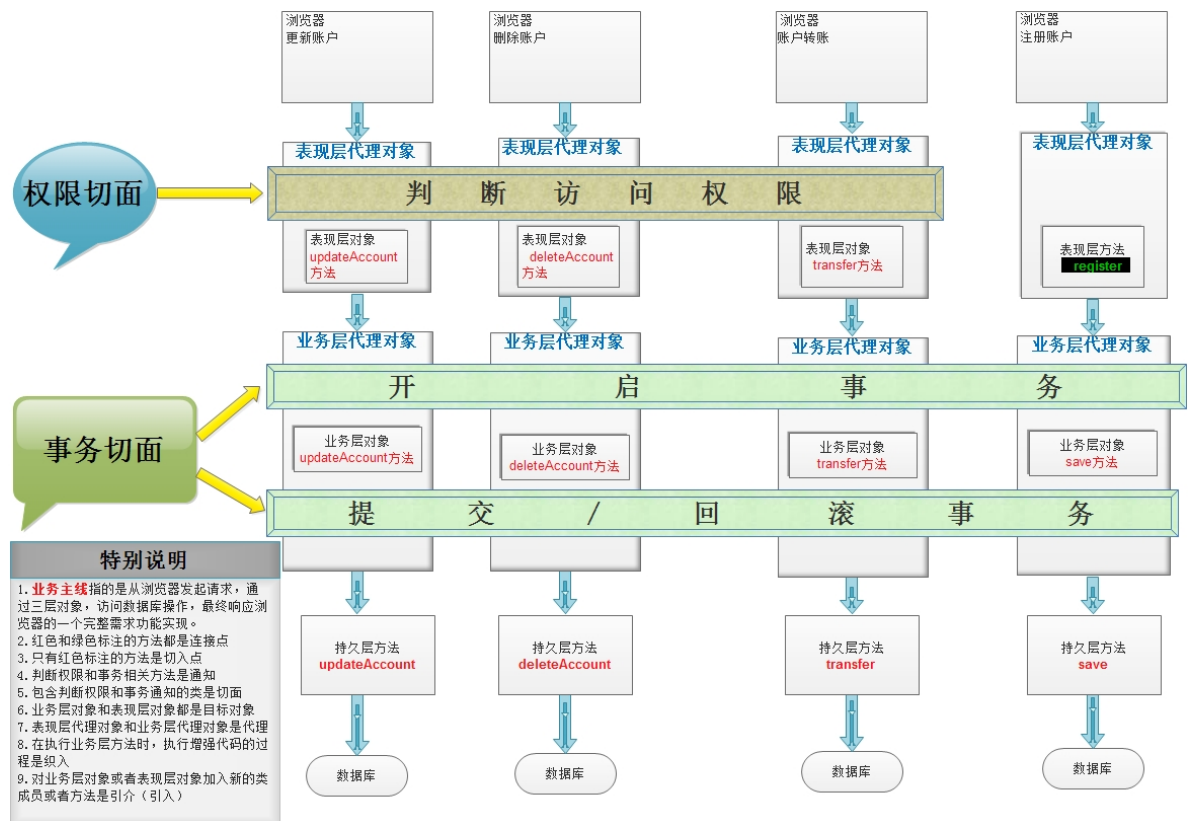 浏览器
更新账户
浏览器
删除账户
浏览器
账户转账
浏览器
注册账户
表现层代理对象
表现层代理对象
表现层代理对象
表现层代理对象
权限切面
判断访问权限
表现层对象
updateAccount
方法
表现层对象
deleteAccount
方法
表现层对象
transfer方法
表现层方法
register
业务层代理对象
业务层代理对象
业务层代理对象
业务层代理对象
开启事务
事务切面
业务层对象
updateAccount方法
业务层对象
deleteAccount方法
业务层对象
transfer方法
业务层对象
save方法
提交/回滚事务
特别说明
1.业务主线指的是从浏览器发起请求，通
过三层对象，访问数据库操作，最终响应浏
览器的一个完整需求功能实现。
2.红色和绿色标注的方法都是连接点
3.只有红色标注的方法是切入点
4.判断权限和事务相关方法是通知
5.包含判断权限和事务通知的类是切面
6.业务层对象和表现层对象都是目标对象
7.表现层代理对象和业务层代理对象是代理
8.在执行业务层方法时，执行增强代码的过
程是织入
9.对业务层对象或者表现层对象加入新的类
成员或者方法是引介（引入）
持久层方法
updateAccount
持久层方法
deleteAccount
持久层方法
transfer
持久层方法
save
数据库
数据库
数据库
数据库